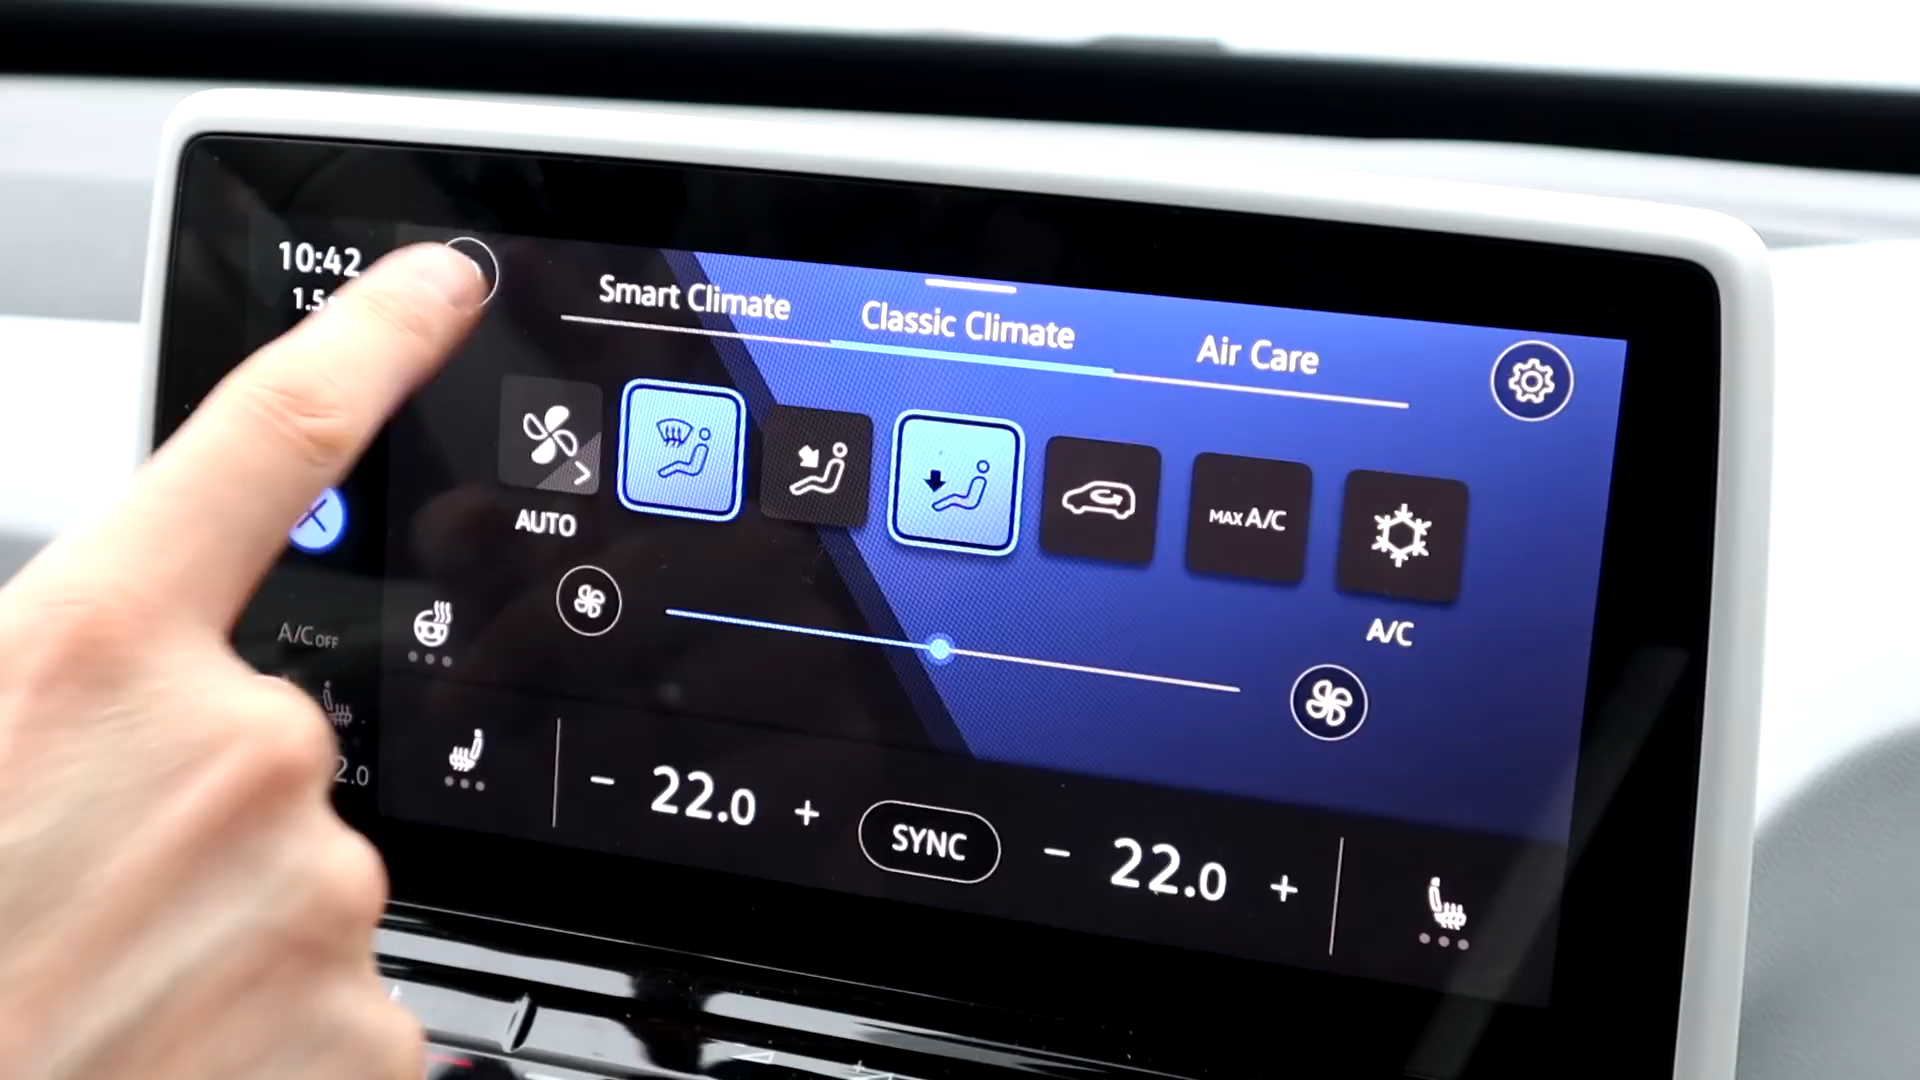 10:42
1.5
Smart Climate
Classic Climate
Air Care
AUTO
MAX A/C
A/C
A/C OFF
2.0
22.0
SYNC
22.0